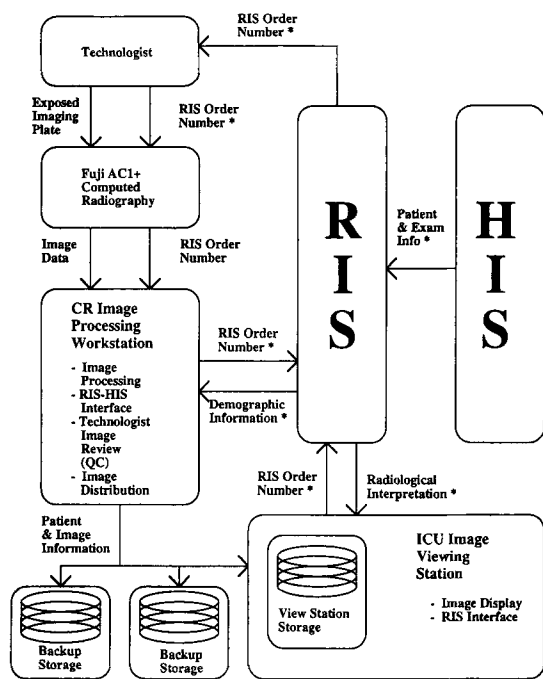 RIS Order
Number *
Technologist
Exposed
Imaging
Plate
RIS Order
Number *
Fuji AC1+
Computed
Radiography
Image
Data
RIS Order
Number
CR Image
Processing
Workstation
- Image
Processing
- RIS-HIS
Interface
- Technologist
Image
Review
(QC)
- Image
Distribution
RIS Order
Number *
Demographic
Information *
R
I
S
Patient
& Exam
Info *
H
I
S
RIS Order
Number *
Radiological
Interpretation *
Patient
& Image
Information
Backup
Storage
Backup
Storage
View Station
Storage
ICU Image
Viewing
Station
- Image Display
- RIS Interface